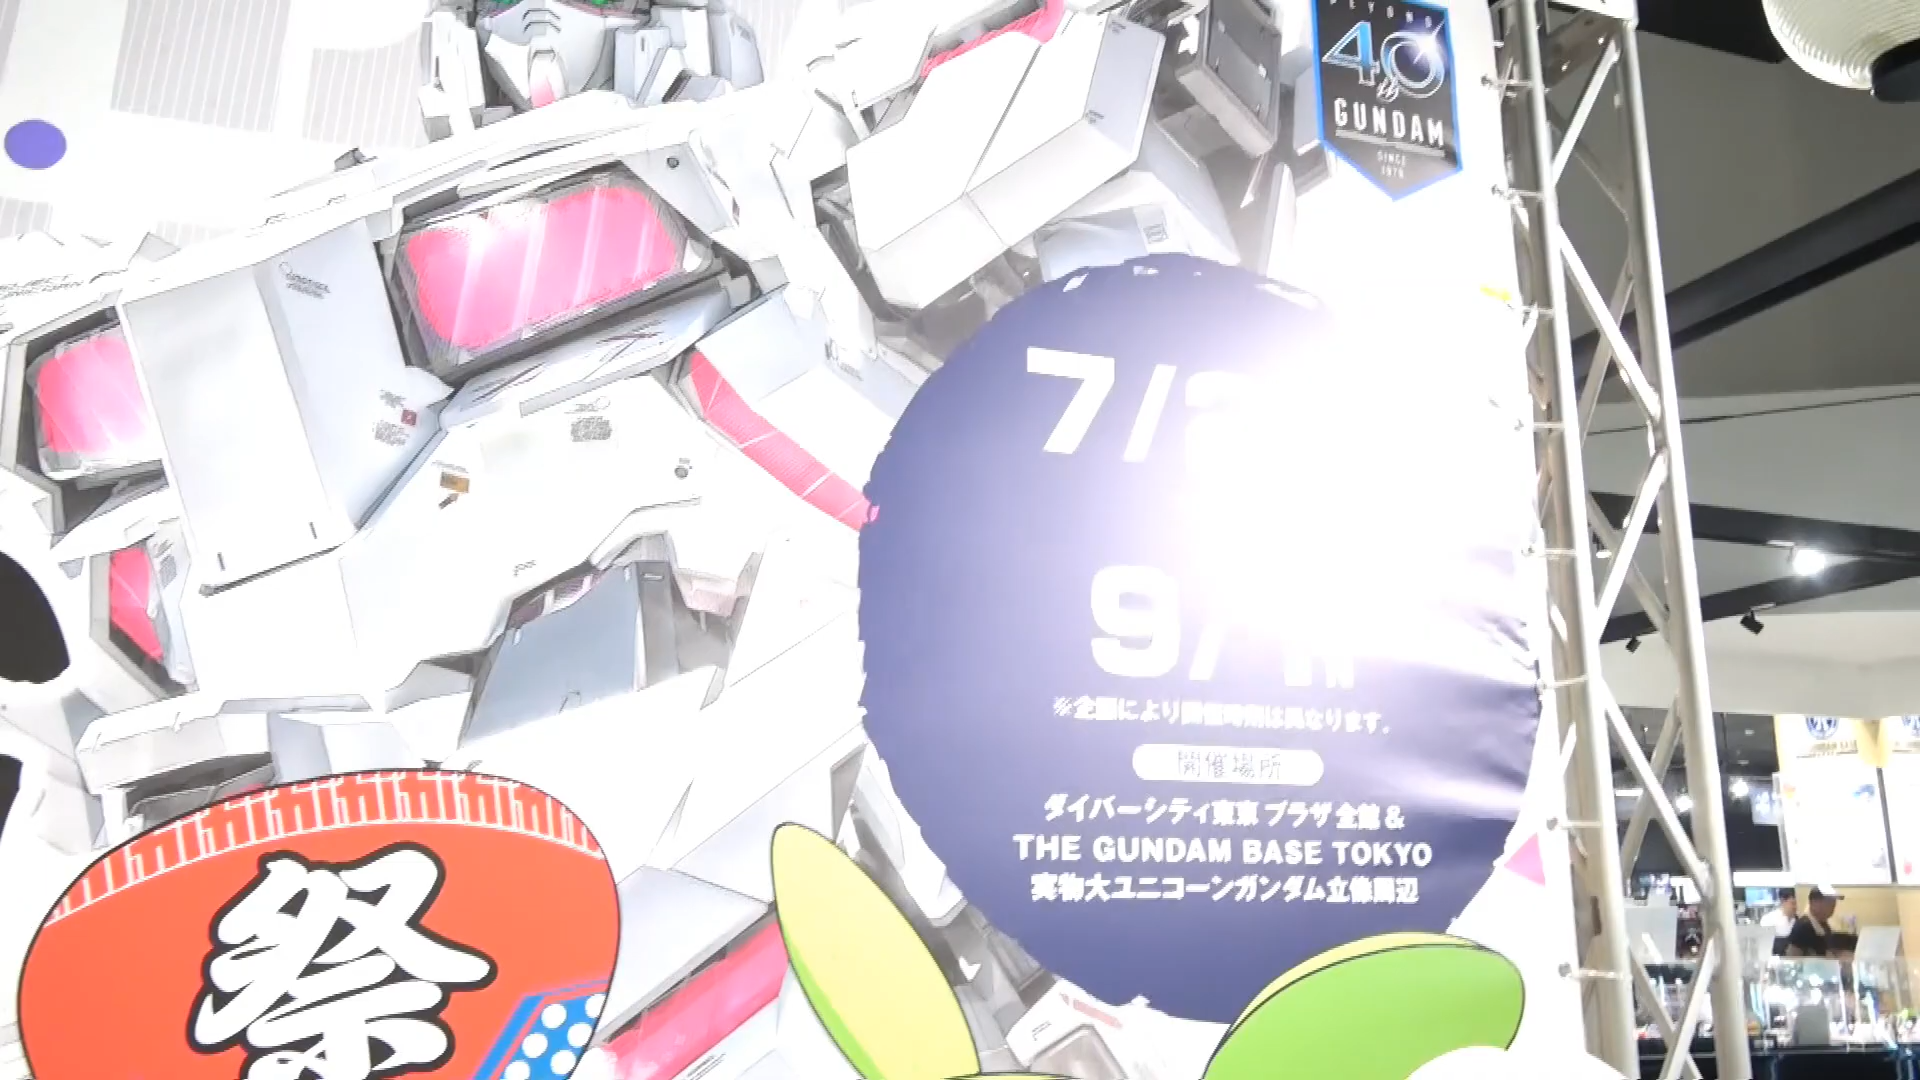 BEYOND
40th
GUNDAM
SINCE
1979
7/
9/
※企画により開催時期は異なります。
開催場所
ダイバーシティ東京 プラザ 全館 &
THE GUNDAM BASE TOKYO
実物大ユニコーンガンダム立像周辺
祭